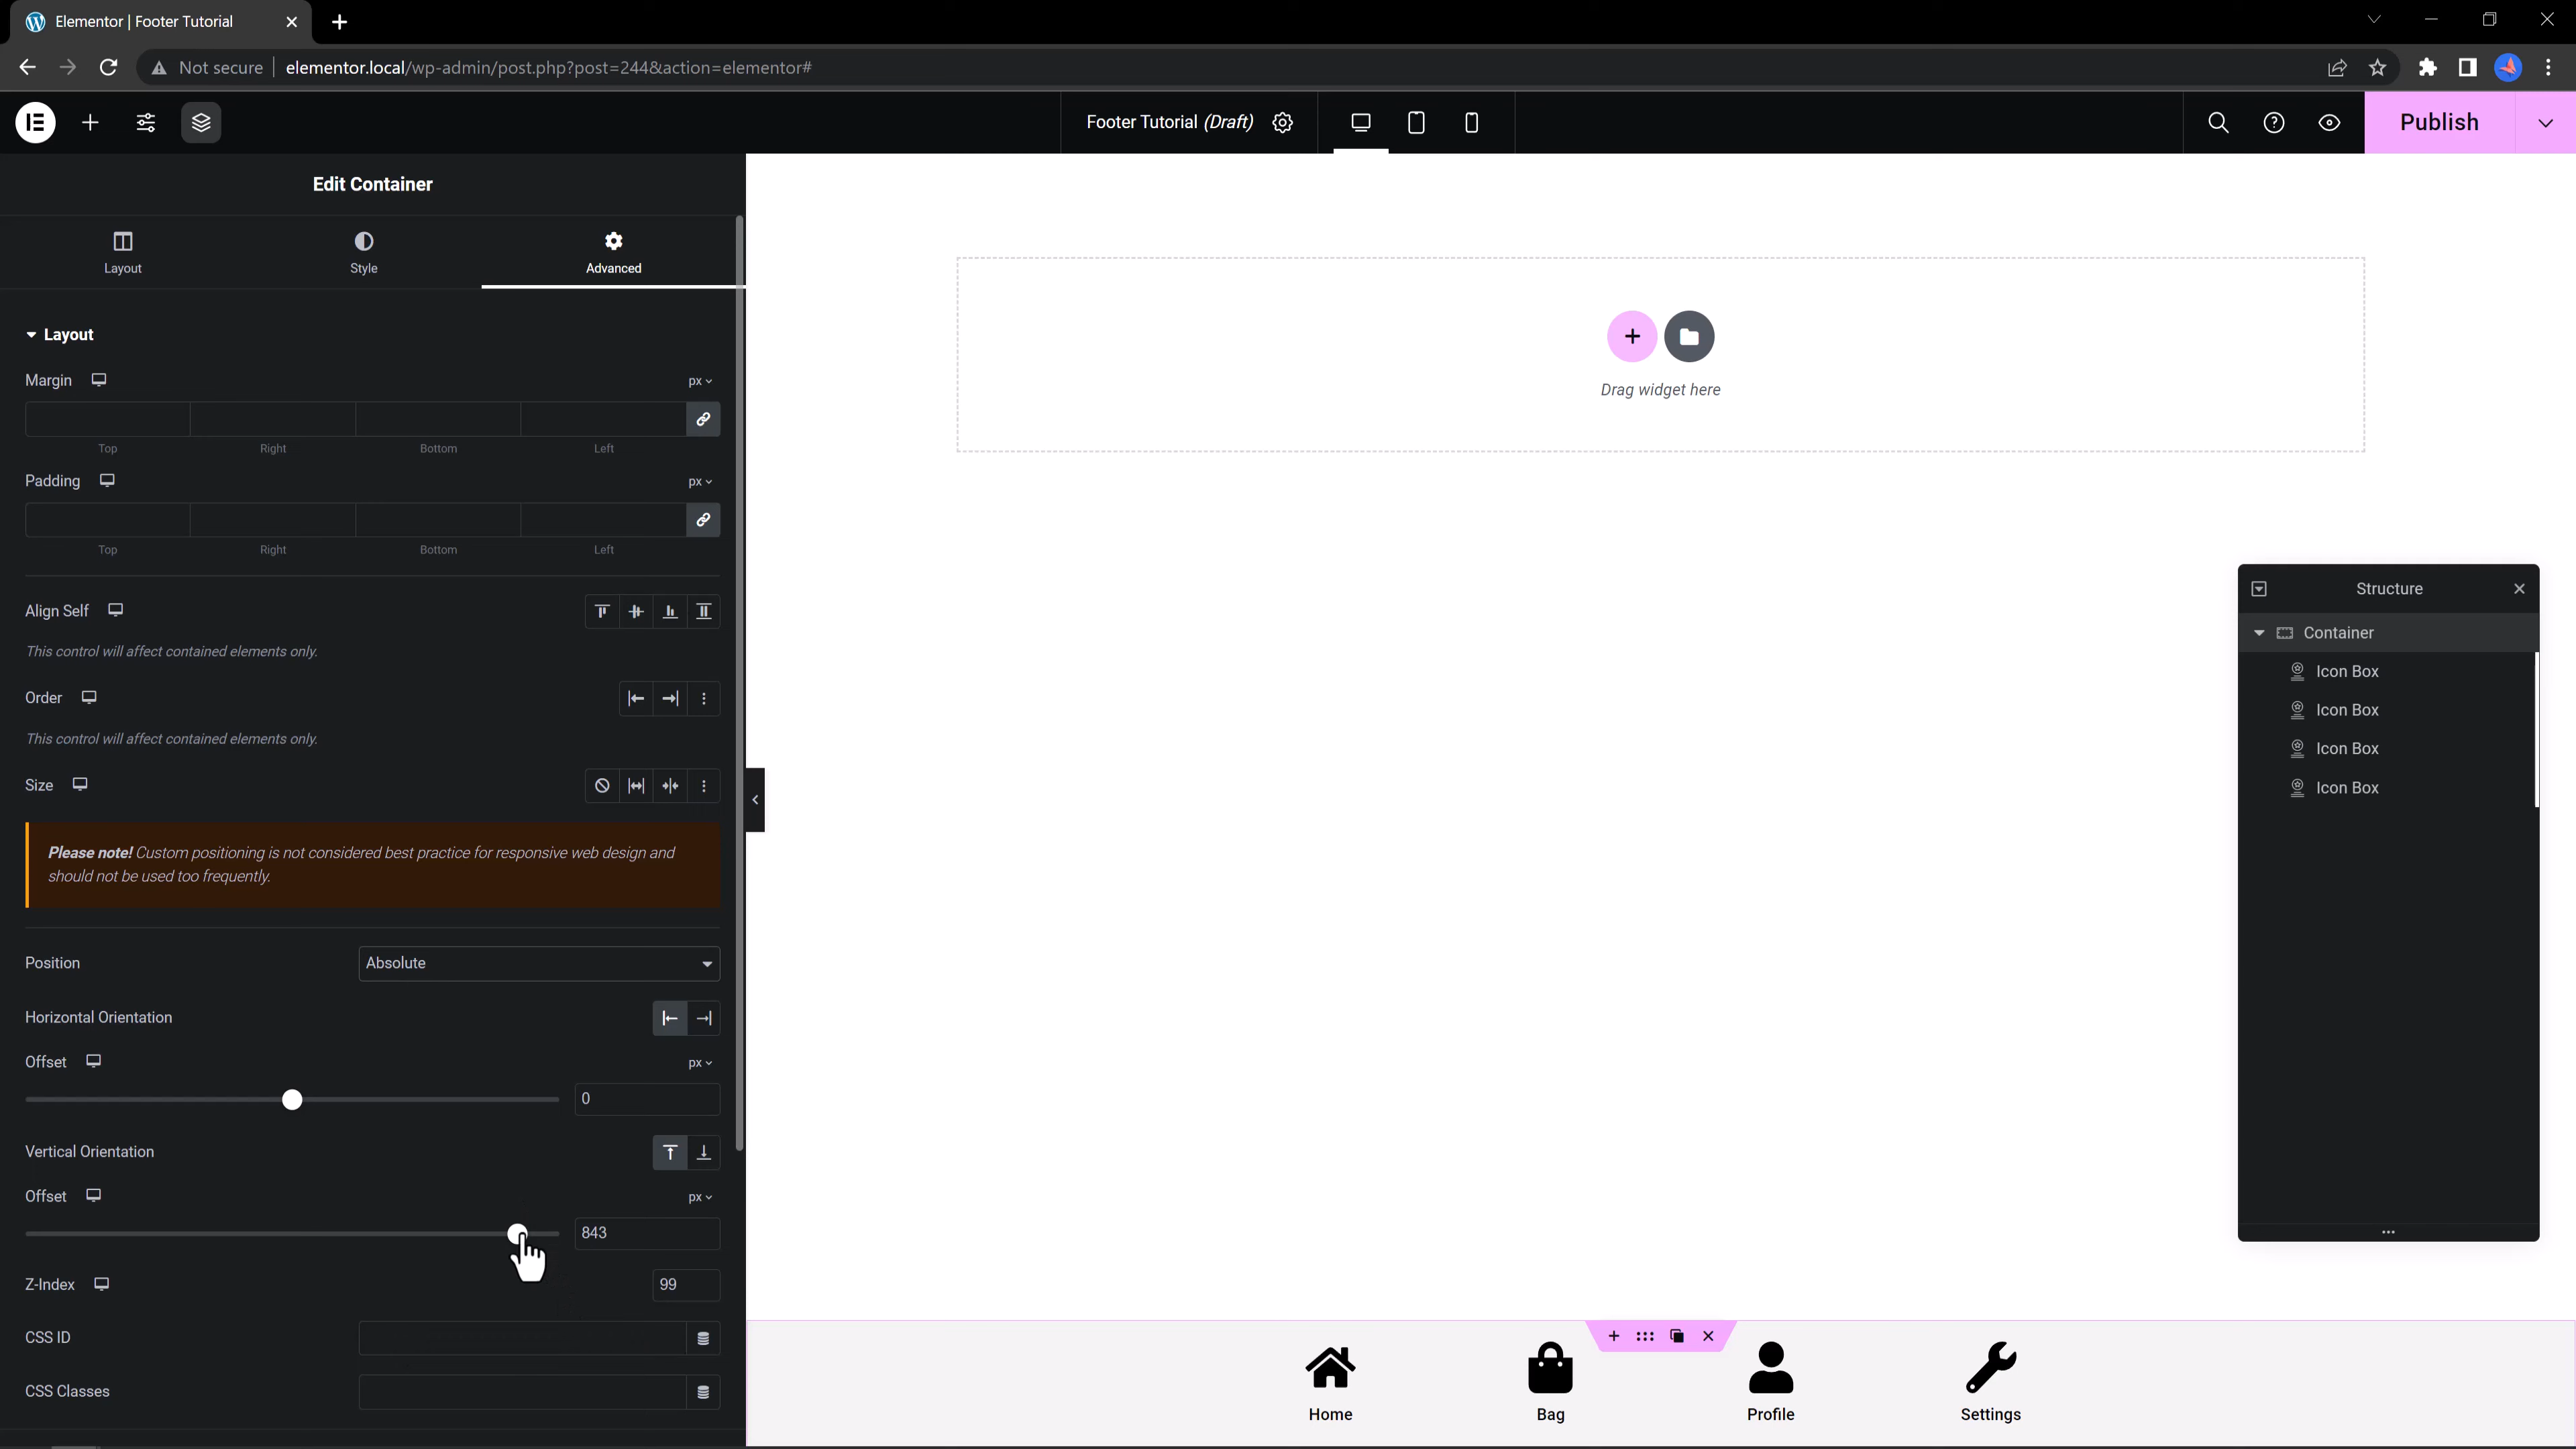 Elementor | Footer Tutorial
Not secure
elementor.local/wp-admin/post.php?post=244&action=elementor#
Footer Tutorial (Draft)
Publish
Edit Container
Layout
Style
Advanced
Layout
Margin
px
Top
Right
Bottom
Left
Padding
px
Top
Right
Bottom
Left
Align Self
This control will affect contained elements only.
Order
This control will affect contained elements only.
Size
Please note! Custom positioning is not considered best practice for responsive web design and
should not be used too frequently.
Position
Absolute
Horizontal Orientation
Offset
px
0
Vertical Orientation
Offset
px
843
Z-Index
99
CSS ID
CSS Classes
Drag widget here
Structure
Container
Icon Box
Icon Box
Icon Box
Icon Box
Home
Bag
Profile
Settings